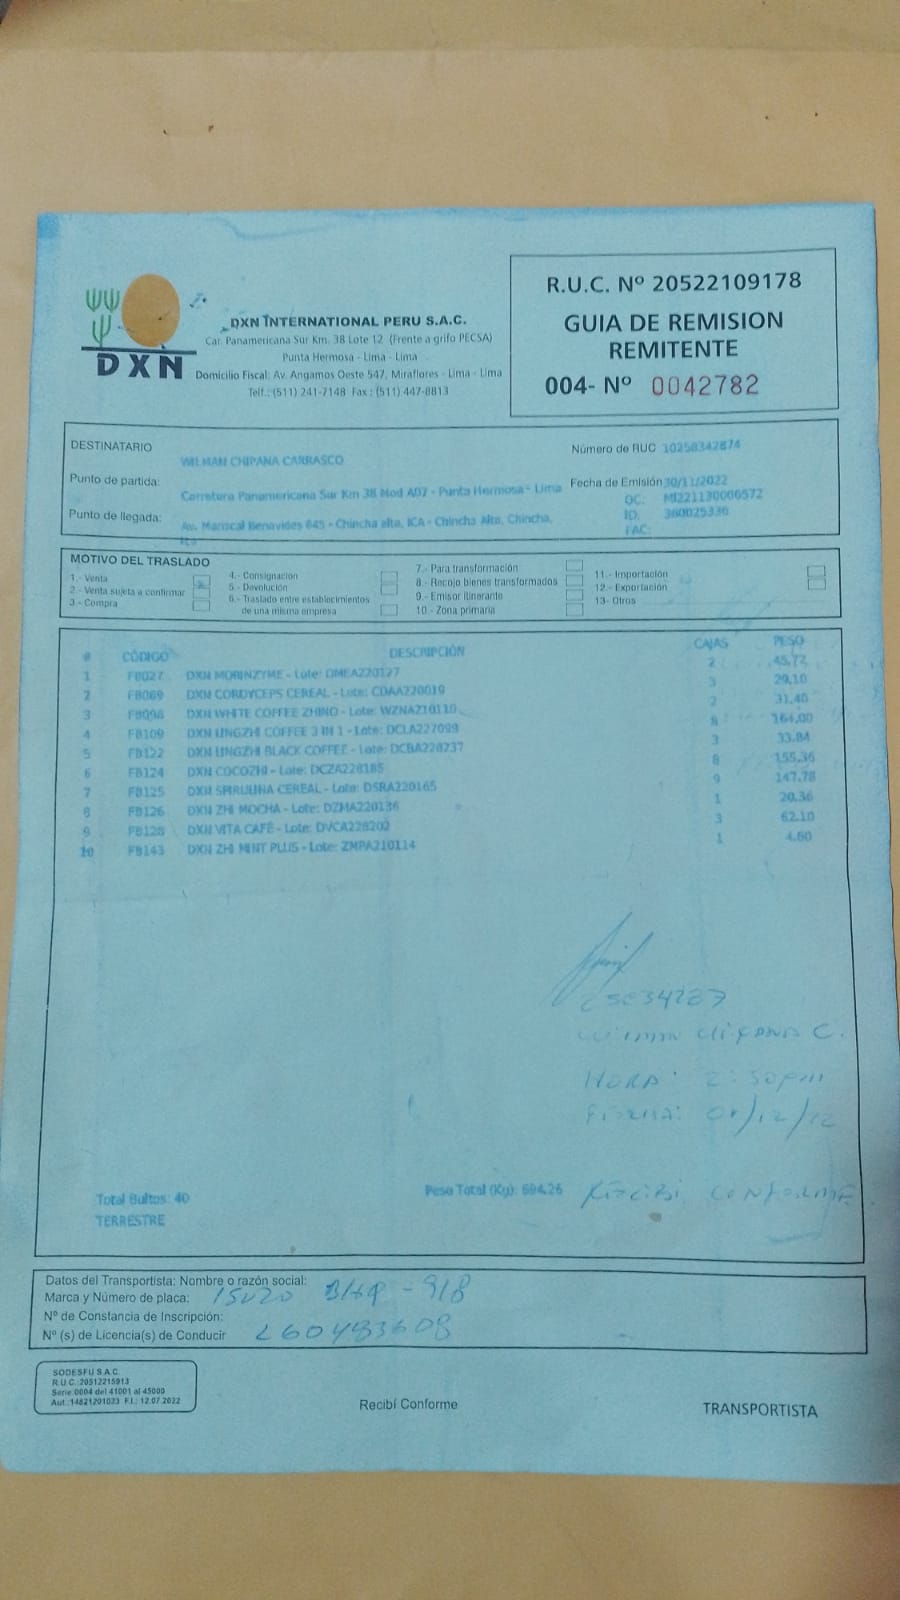 DXN
DXN INTERNATIONAL PERU S.A.C.
Car. Panamericana Sur Km. 38 Lote 12 (Frente a grifo PECSA)
Punta Hermosa - Lima - Lima
Domicilio Fiscal: Av. Angamos Oeste 547, Miraflores - Lima - Lima
Telf.: (511) 241-7148 Fax : (511) 447-8813
R.U.C. Nº 20522109178
GUIA DE REMISION
REMITENTE
004- Nº 0042782
DESTINATARIO
WILMAN CHIPANA CARRASCO
Número de RUC 10258342874
Punto de partida:
Carretera Panamericana Sur Km 38 Mod A07 - Punta Hermosa - Lima
Fecha de Emisión 30/11/2022
OC: MI221130006572
Punto de llegada:
Av. Mariscal Benavides 645 - Chincha alta, ICA - Chincha Alta, Chincha,
ID. 360025336
FAC:
MOTIVO DEL TRASLADO
1.- Venta
2.- Venta sujeta a confirmar
3.- Compra
4.- Consignación
5.- Devolución
6.- Traslado entre establecimientos
de una misma empresa
7.- Para transformación
8.- Recojo bienes transformados
9.- Emisor itinerante
10.- Zona primaria
11.- Importación
12.- Exportación
13.- Otros
# CÓDIGO DESCRIPCIÓN CAJAS PESO
1 FB027 DXN MORINZYME - Lote: DMEA220127 2 45.72
2 FB089 DXN CORDYCEPS CEREAL - Lote: CDAA220019 3 29.10
3 FB098 DXN WHITE COFFEE ZHINO - Lote: WZNA210110 2 31.40
4 FB109 DXN LINGZHI COFFEE 3 IN 1 - Lote: DCLA227099 8 164.00
5 FB122 DXN LINGZHI BLACK COFFEE - Lote: DCBA228237 3 33.84
6 FB124 DXN COCOZHI - Lote: DCZA228185 8 155.36
7 FB125 DXN SPIRULINA CEREAL - Lote: DSRA220165 9 147.78
8 FB126 DXN ZHI MOCHA - Lote: DZMA220136 1 20.36
9 FB128 DXN VITA CAFE - Lote: DVCA228202 3 62.10
10 FB143 DXN ZHI MINT PLUS - Lote: ZMPA210114 1 4.60
HORA: 2:50pm
Total Bultos: 40
Peso Total (Kg): 694.26
RECIBI CONFORME
TERRESTRE
Datos del Transportista: Nombre o razón social:
Marca y Número de placa: ISUZO - 918
Nº de Constancia de Inscripción:
Nº (s) de Licencia(s) de Conducir L60483608
SODESFU S.A.C.
R.U.C.:20512215913
Serie:0004 del 41001 al 45000
Aut.:14821201023 F.I.: 12.07.2022
Recibí Conforme
TRANSPORTISTA